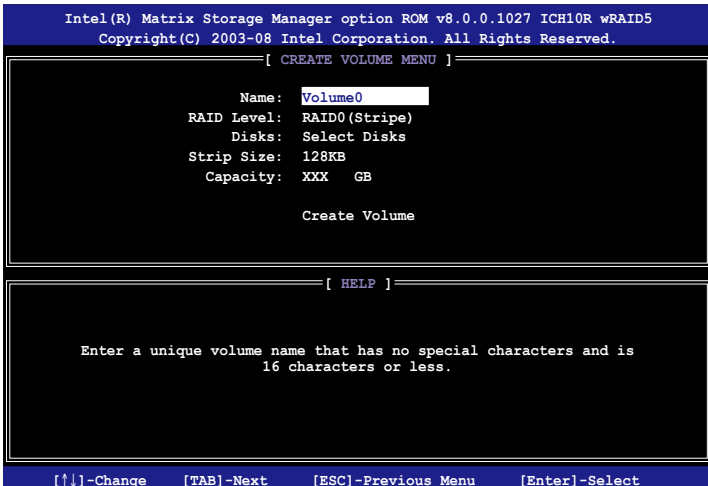 Intel(R) Matrix Storage Manager option ROM v8.0.0.1027 ICH10R wRAID5
Copyright(C) 2003-08 Intel Corporation. All Rights Reserved.
[ CREATE VOLUME MENU ]
Name: Volume0
RAID Level: RAID0(Stripe)
Disks: Select Disks
Strip Size: 128KB
Capacity: XXX GB
Create Volume
[ HELP ]
Enter a unique volume name that has no special characters and is
16 characters or less.
[↑↓]-Change [TAB]-Next [ESC]-Previous Menu [Enter]-Select